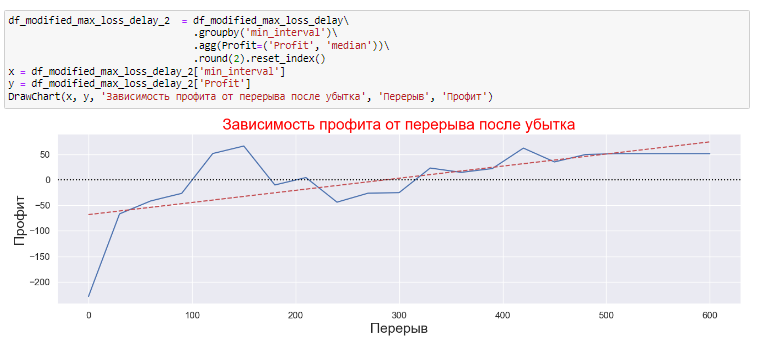 df_modified_max_loss_delay_2  = df_modified_max_loss_delay\
                              .groupby('min_interval')\
                              .agg(Profit=('Profit', 'median'))\
                              .round(2).reset_index()
x = df_modified_max_loss_delay_2['min_interval']
y = df_modified_max_loss_delay_2['Profit']
DrawChart(x, y, 'Зависимость профита от перерыва после убытка', 'Перерыв', 'Профит')
Зависимость профита от перерыва после убытка
Профит
50
0
−50
−100
−150
−200
0 100 200 300 400 500 600
Перерыв